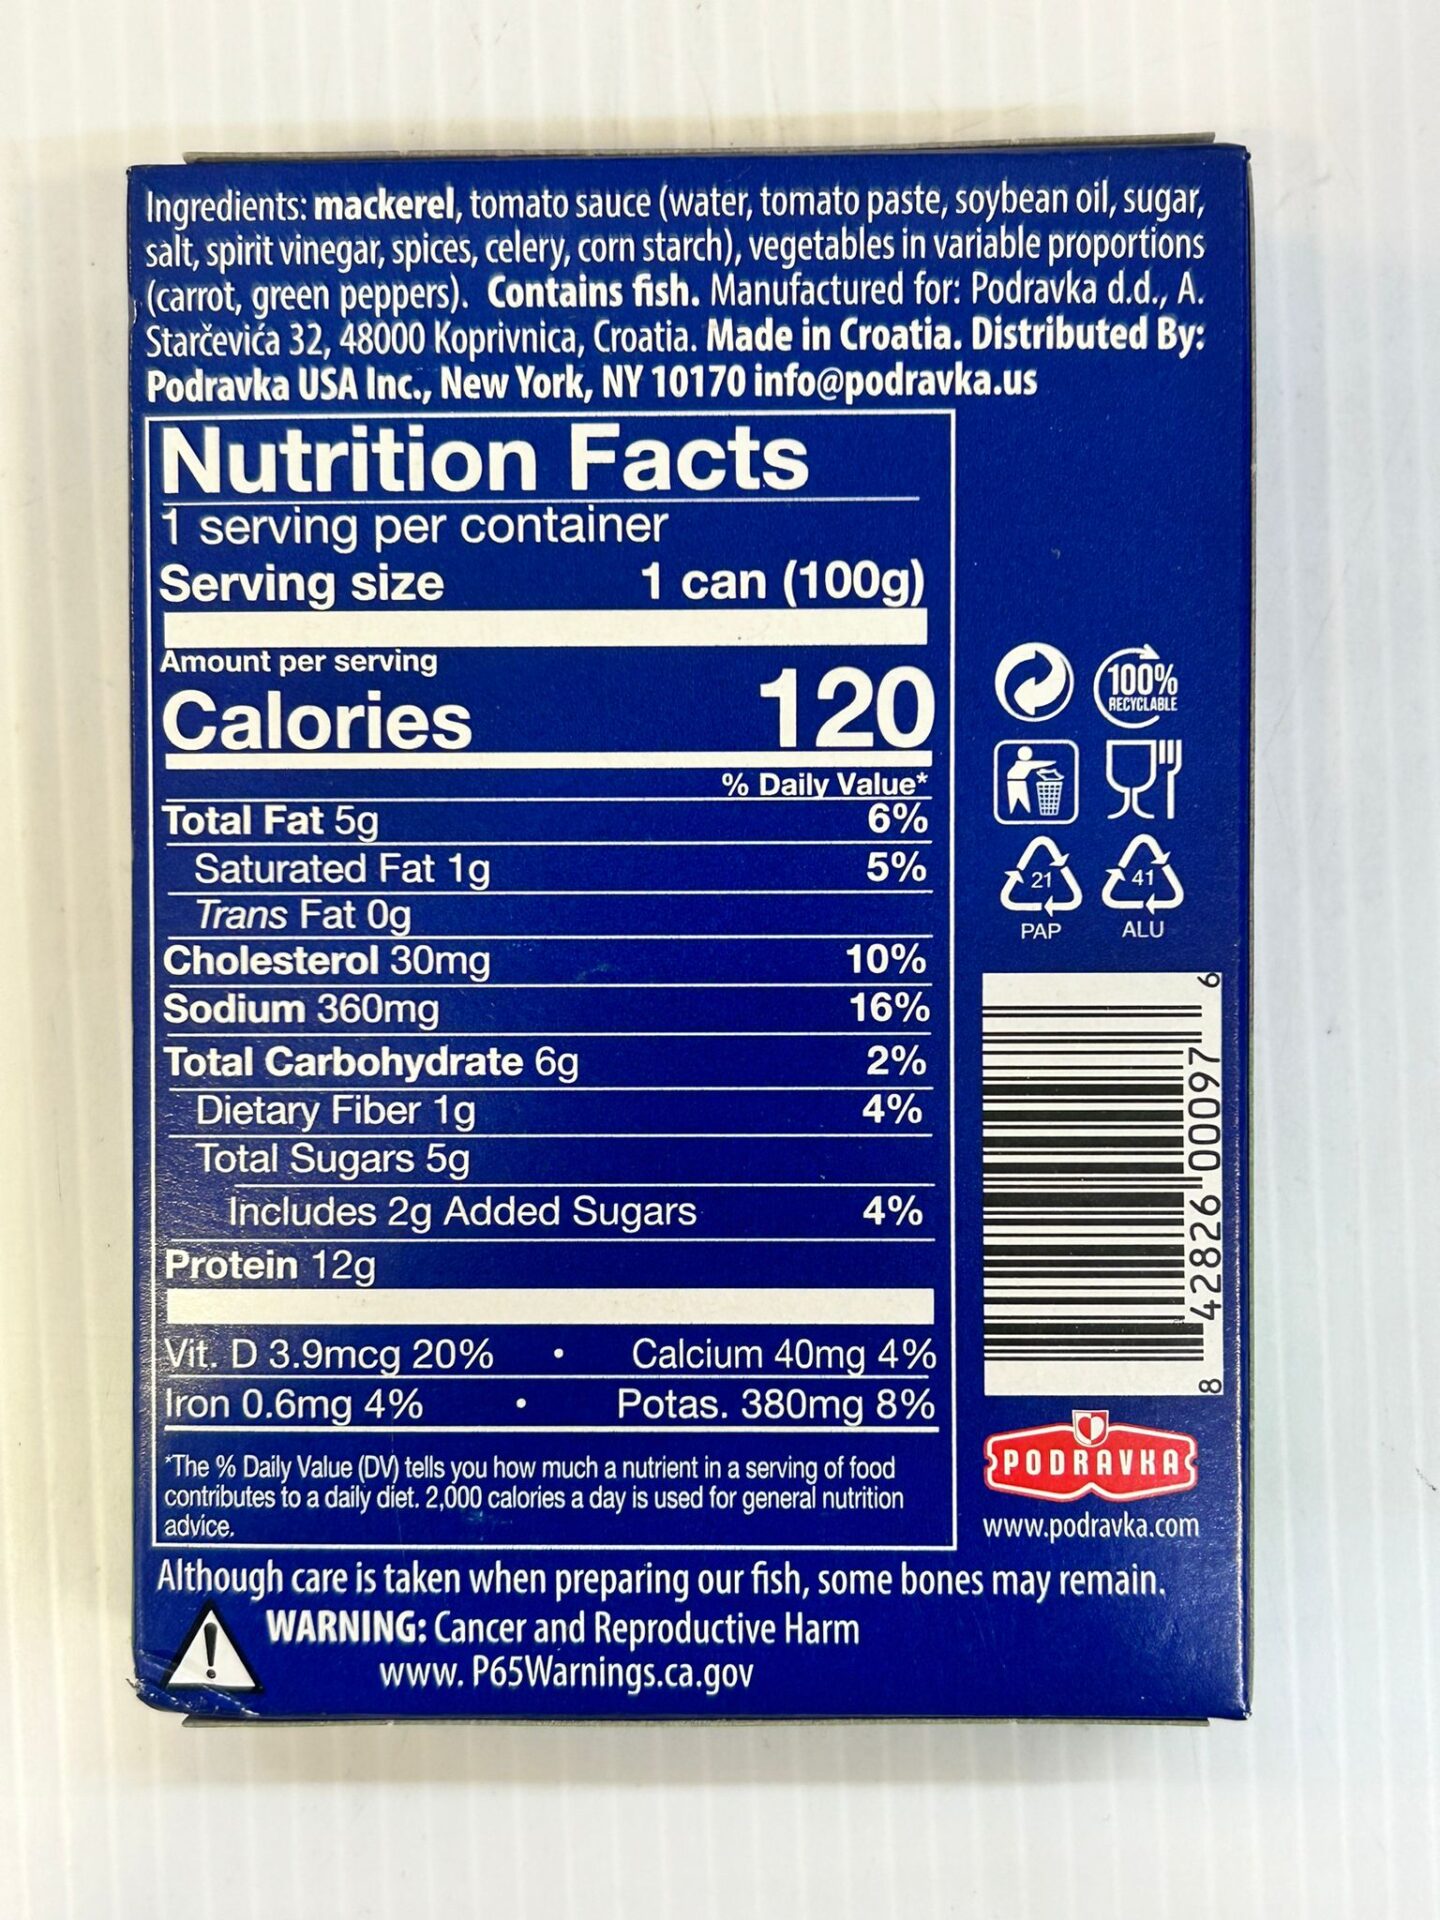 Ingredients: mackerel, tomato sauce (water, tomato paste, soybean oil, sugar,
salt, spirit vinegar, spices, celery, corn starch), vegetables in variable proportions
(carrot, green peppers). Contains fish. Manufactured for: Podravka d.d., A.
Starčevića 32, 48000 Koprivnica, Croatia. Made in Croatia. Distributed By:
Podravka USA Inc., New York, NY 10170 info@podravka.us
Nutrition Facts
1 serving per container
Serving size 1 can (100g)
Amount per serving
Calories 120
% Daily Value*
Total Fat 5g 6%
Saturated Fat 1g 5%
Trans Fat 0g
Cholesterol 30mg 10%
Sodium 360mg 16%
Total Carbohydrate 6g 2%
Dietary Fiber 1g 4%
Total Sugars 5g
Includes 2g Added Sugars 4%
Protein 12g
Vit. D 3.9mcg 20% • Calcium 40mg 4%
Iron 0.6mg 4% • Potas. 380mg 8%
*The % Daily Value (DV) tells you how much a nutrient in a serving of food
contributes to a daily diet. 2,000 calories a day is used for general nutrition
advice.
100%
RECYCLABLE
21
PAP
41
ALU
8 42826 00097 6
PODRAVKA
www.podravka.com
Although care is taken when preparing our fish, some bones may remain.
! WARNING: Cancer and Reproductive Harm
www. P65Warnings.ca.gov